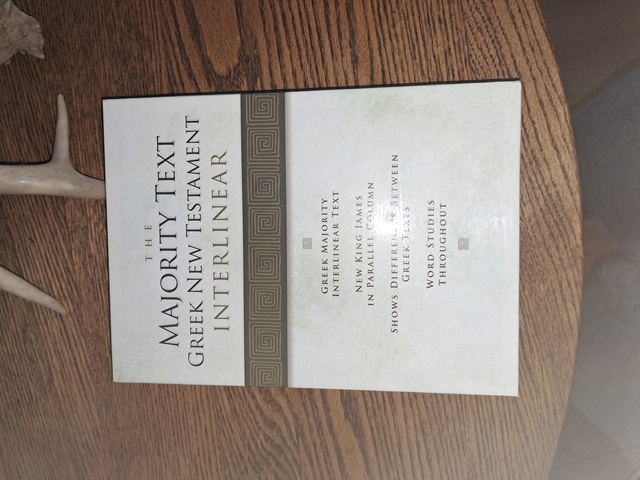 THE
MAJORITY TEXT
GREEK NEW TESTAMENT
INTERLINEAR
GREEK MAJORITY
INTERLINEAR TEXT
NEW KING JAMES
IN PARALLEL COLUMN
SHOWS DIFFERENCES BETWEEN
GREEK TEXTS
WORD STUDIES
THROUGHOUT